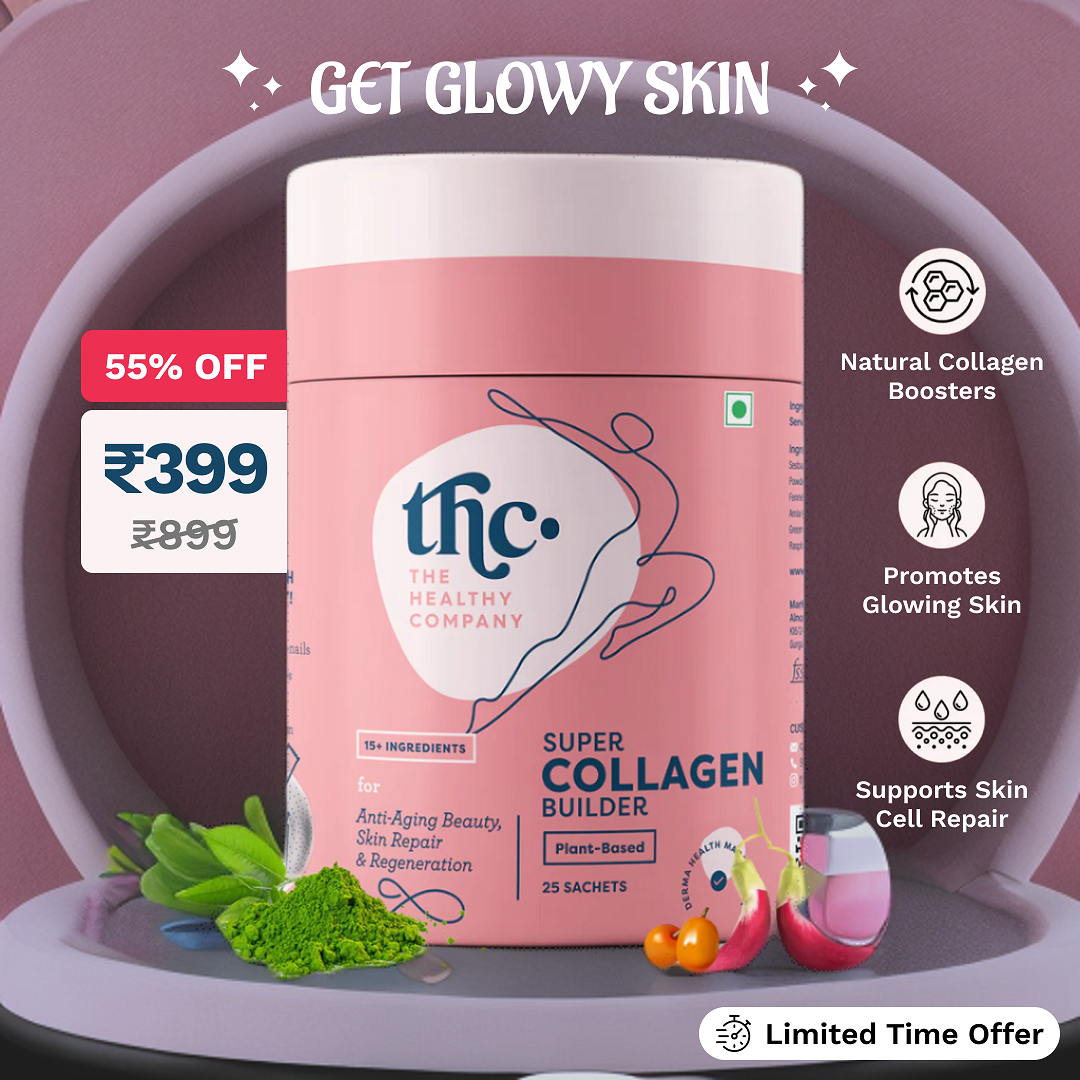 GET GLOWY SKIN
55% OFF
₹399
₹899
Natural Collagen
Boosters
Promotes
Glowing Skin
Supports Skin
Cell Repair
thc.
THE
HEALTHY
COMPANY
15+ INGREDIENTS
for
Anti-Aging Beauty,
Skin Repair
& Regeneration
SUPER
COLLAGEN
BUILDER
Plant-Based
25 SACHETS
DERMA HEALTH
Limited Time Offer